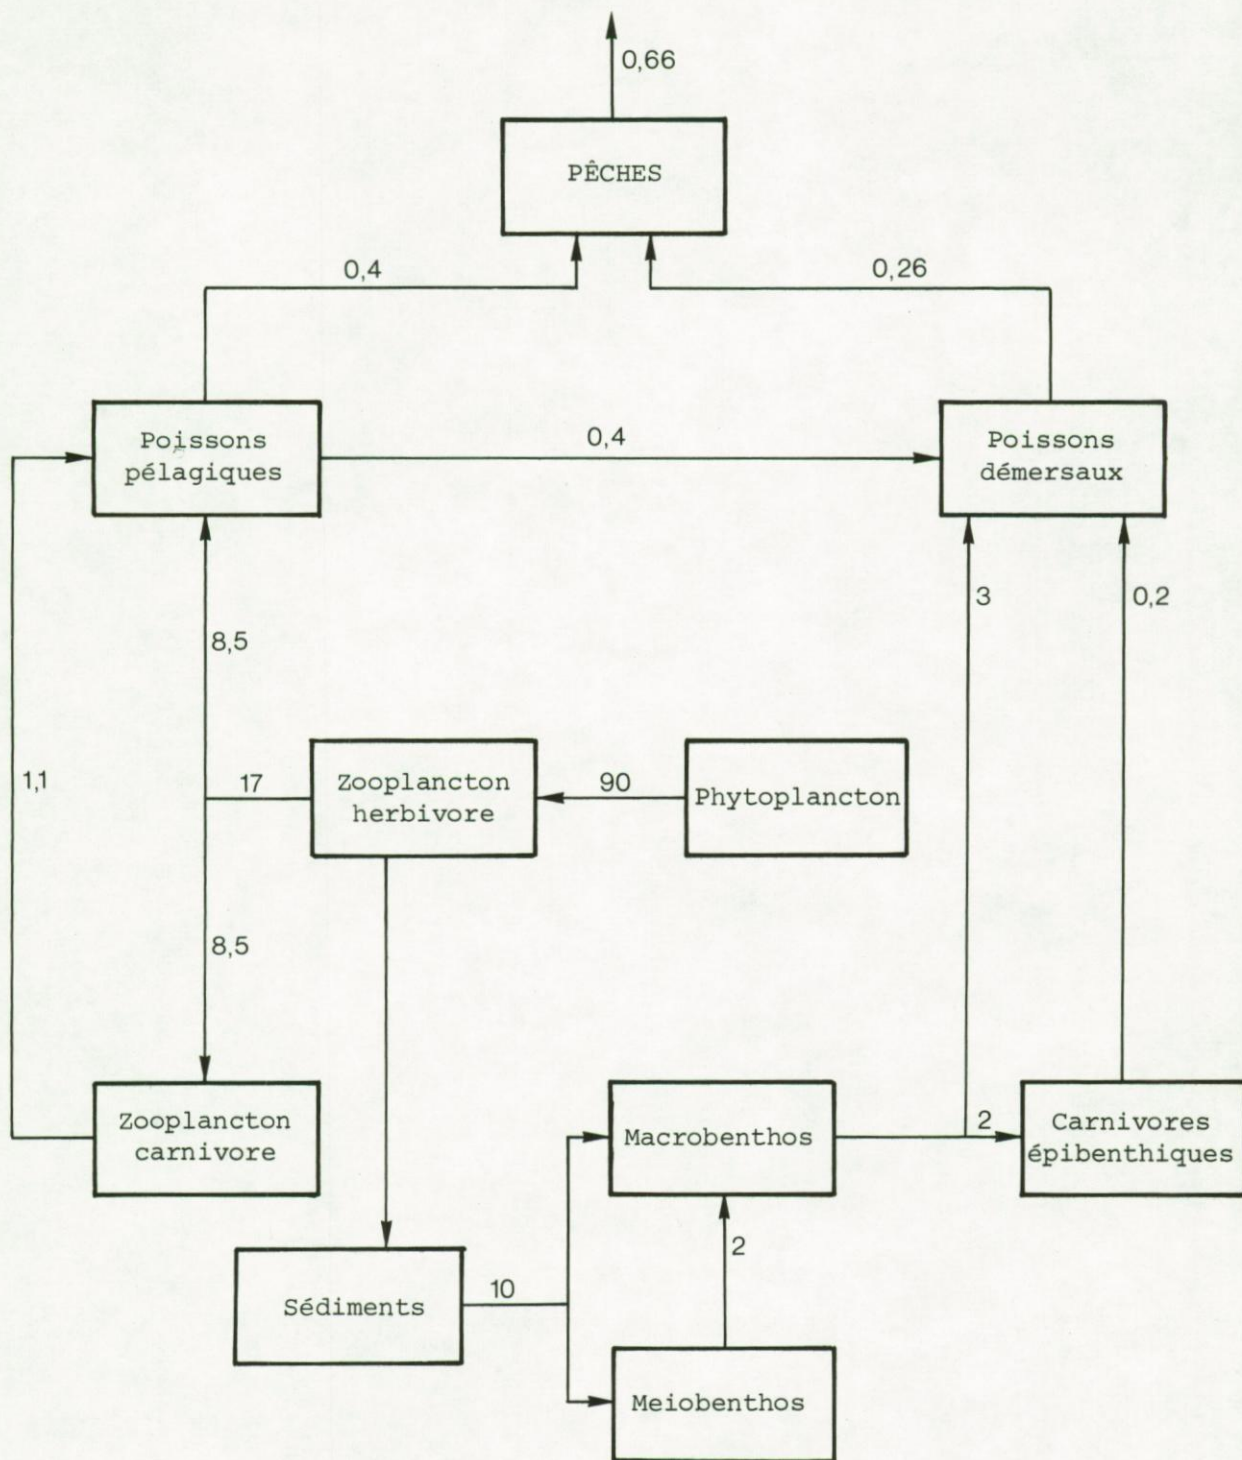 0,66
PÊCHES
0,4
0,26
Poissons
pélagiques
0,4
Poissons
démersaux
3
0,2
8,5
1,1
17
Zooplancton
herbivore
90
Phytoplancton
8,5
Zooplancton
carnivore
Macrobenthos
2
Carnivores
épibenthiques
2
Sédiments
10
Meiobenthos